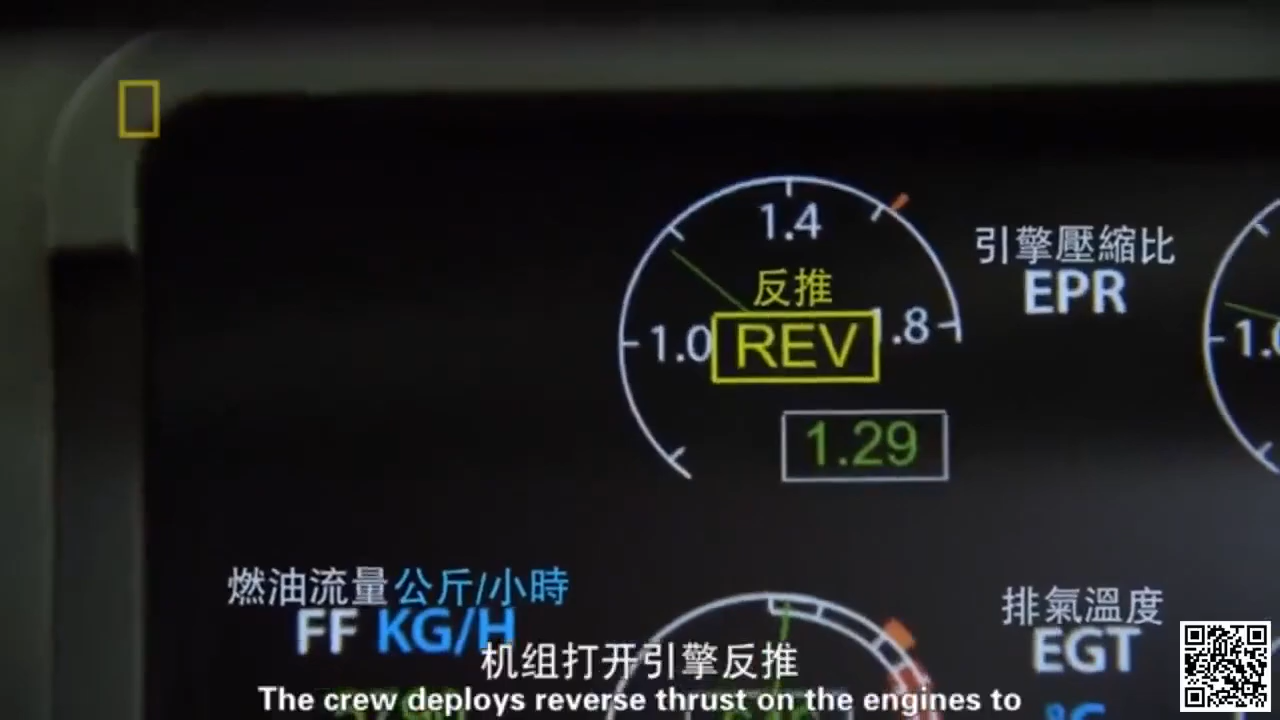 1.4
反推
1.0 REV .8
引擎壓縮比
EPR
1.29
燃油流量公斤/小時
FF KG/H
排氣溫度
EGT
°C
机组打开引擎反推
The crew deploys reverse thrust on the engines to